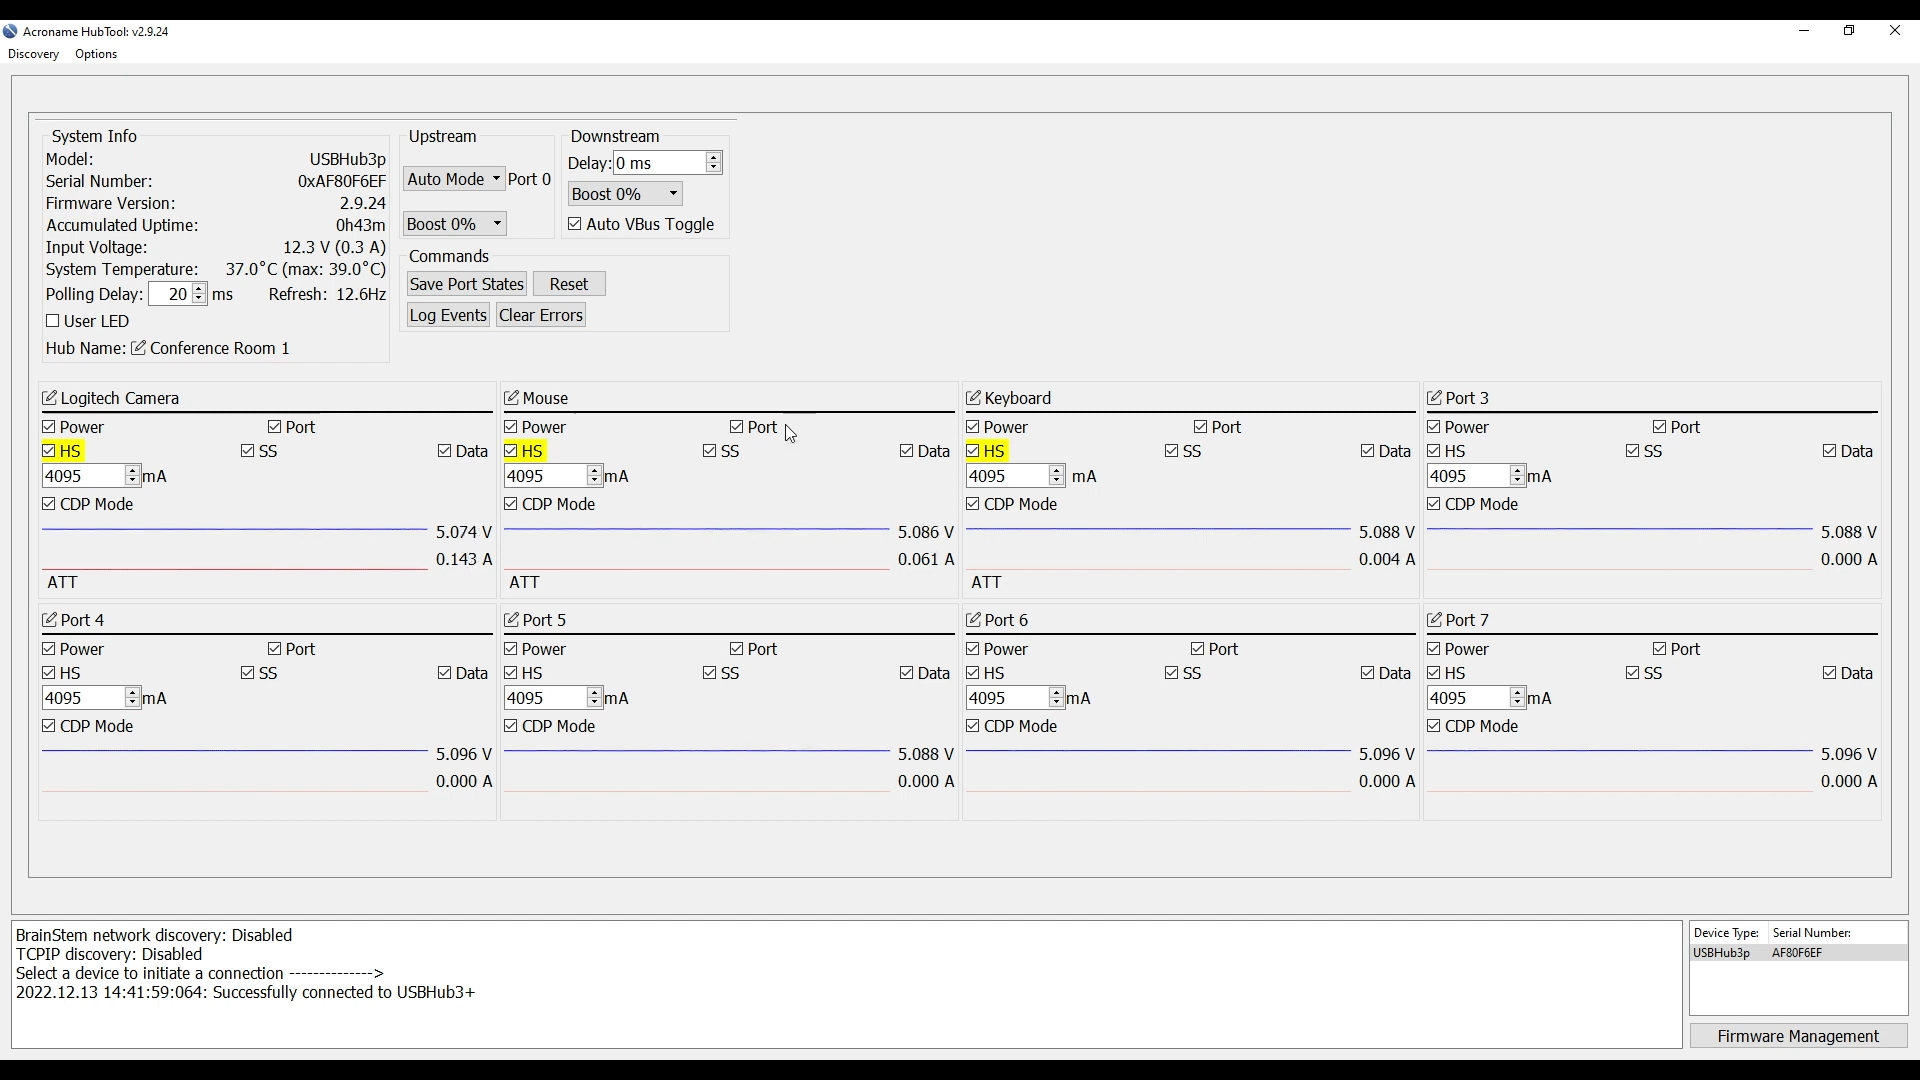 Acroname HubTool: v2.9.24
Discovery Options
System Info
Model: USBHub3p
Serial Number: 0xAF80F6EF
Firmware Version: 2.9.24
Accumulated Uptime: 0h43m
Input Voltage: 12.3 V (0.3 A)
System Temperature: 37.0°C (max: 39.0°C)
Polling Delay: 20 ms Refresh: 12.6Hz
User LED
Hub Name: Conference Room 1
Upstream
Auto Mode Port 0
Boost 0%
Downstream
Delay: 0 ms
Boost 0%
Auto VBus Toggle
Commands
Save Port States Reset
Log Events Clear Errors
Logitech Camera
Power Port
HS SS Data
4095 mA
CDP Mode
5.074 V
0.143 A
ATT
Mouse
Power Port
HS SS Data
4095 mA
CDP Mode
5.086 V
0.061 A
ATT
Keyboard
Power Port
HS SS Data
4095 mA
CDP Mode
5.088 V
0.004 A
ATT
Port 3
Power Port
HS SS Data
4095 mA
CDP Mode
5.088 V
0.000 A
Port 4
Power Port
HS SS Data
4095 mA
CDP Mode
5.096 V
0.000 A
Port 5
Power Port
HS SS Data
4095 mA
CDP Mode
5.088 V
0.000 A
Port 6
Power Port
HS SS Data
4095 mA
CDP Mode
5.096 V
0.000 A
Port 7
Power Port
HS SS Data
4095 mA
CDP Mode
5.096 V
0.000 A
BrainStem network discovery: Disabled
TCPIP discovery: Disabled
Select a device to initiate a connection -------------->
2022.12.13 14:41:59:064: Successfully connected to USBHub3+
Device Type: Serial Number:
USBHub3p AF80F6EF
Firmware Management